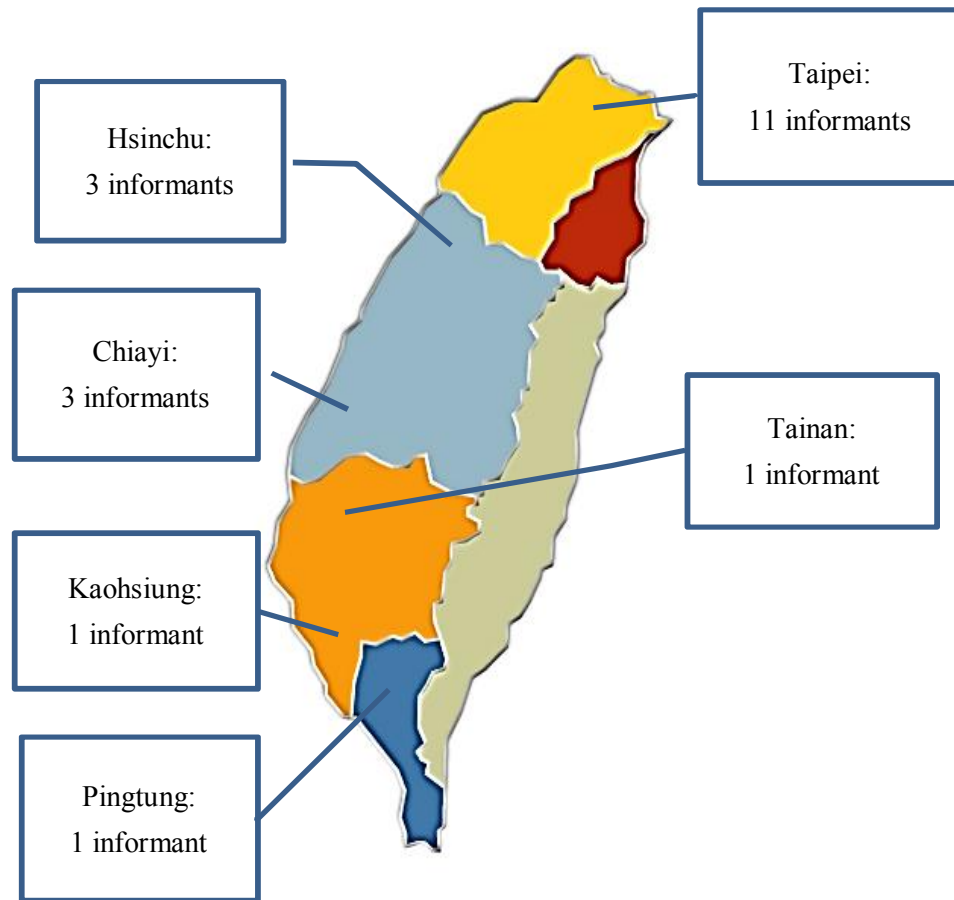 Taipei:
11 informants
Hsinchu:
3 informants
Chiayi:
3 informants
Tainan:
1 informant
Kaohsiung:
1 informant
Pingtung:
1 informant